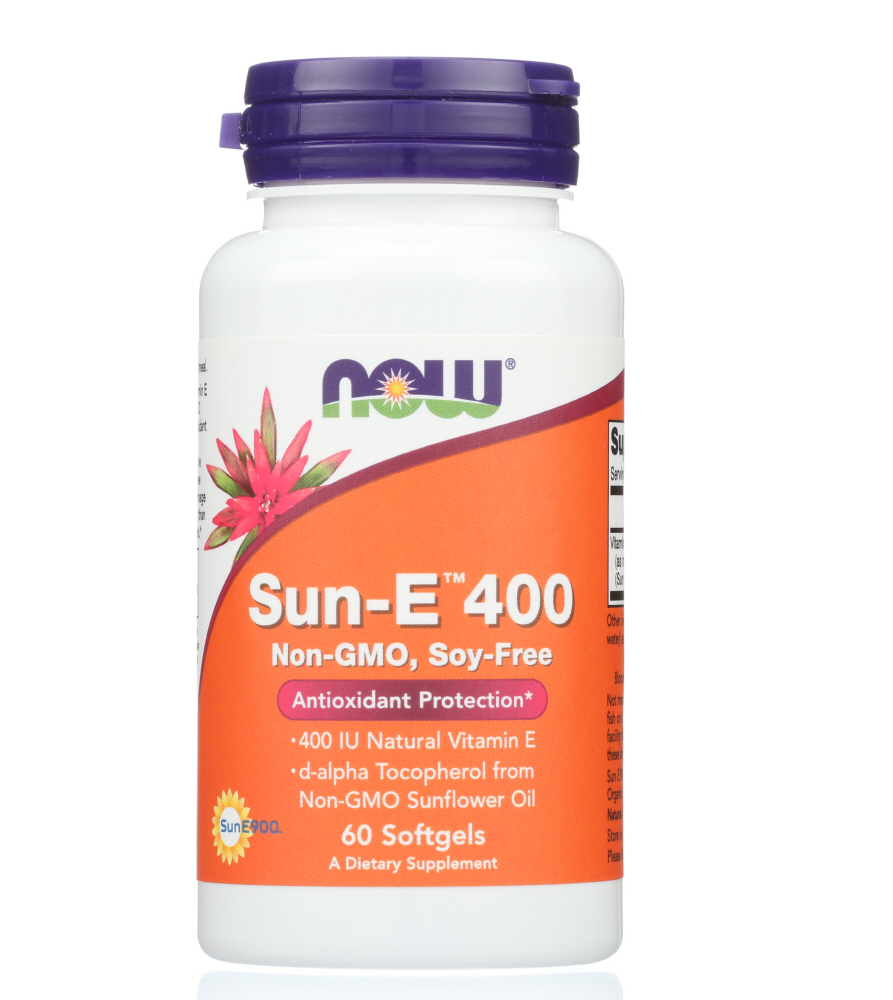 now®
Sun-E™ 400
Non-GMO, Soy-Free
Antioxidant Protection*
•400 IU Natural Vitamin E
•d-alpha Tocopherol from
Non-GMO Sunflower Oil
SunE900™
60 Softgels
A Dietary Supplement